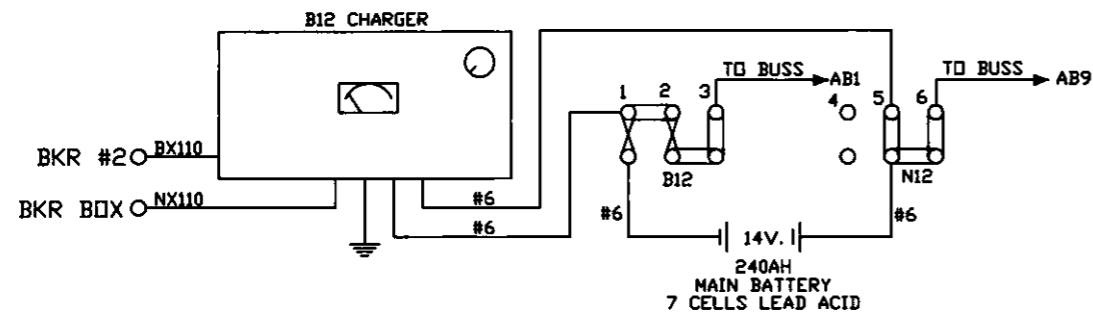 B12 CHARGER
TO BUSS
AB1
TO BUSS
AB9
1
2
3
4
5
6
BKR #2
BX110
B12
N12
BKR BOX
NX110
#6
#6
#6
#6
14V.
240AH
MAIN BATTERY
7 CELLS LEAD ACID